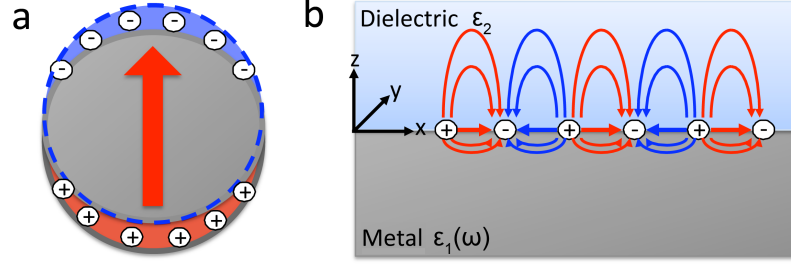 a
- - - - - -
+ + + + + +
b
Dielectric ε2
z
y
x
+ - + - + -
Metal ε1(ω)